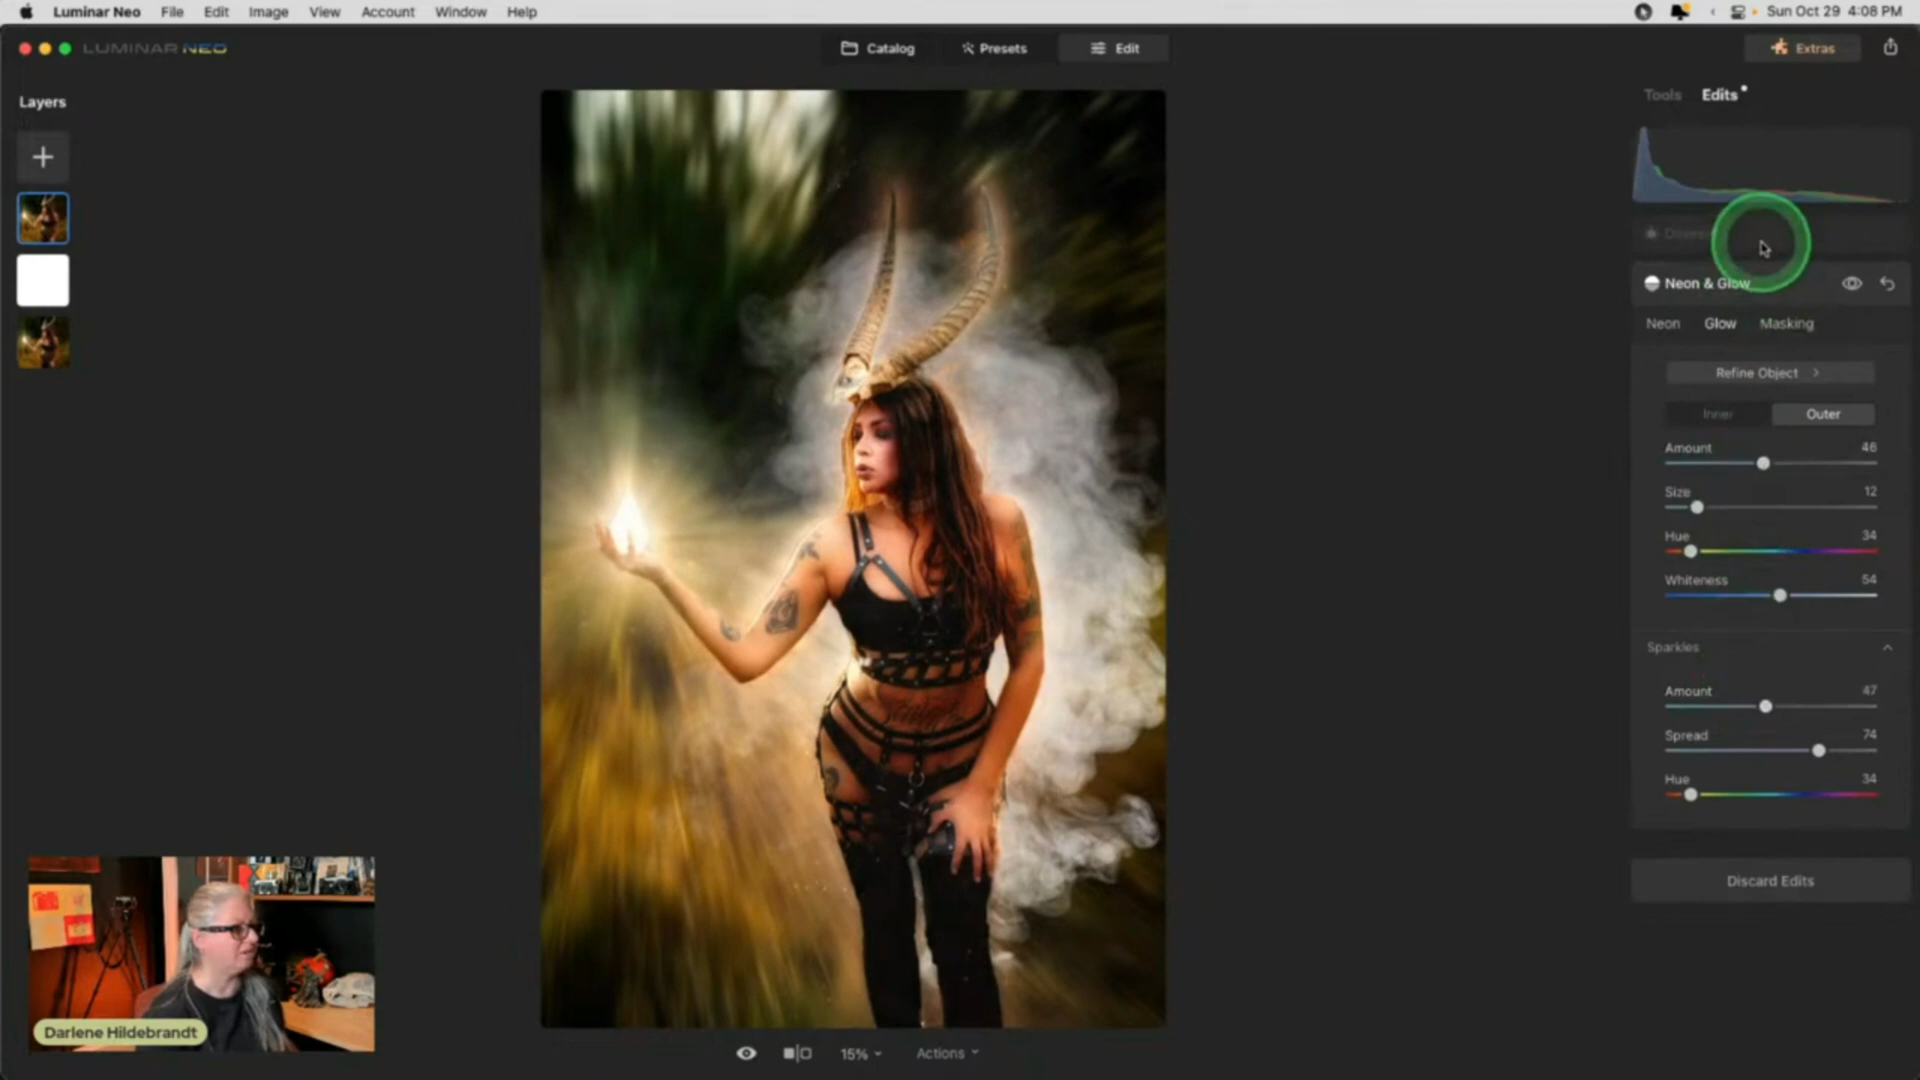 Luminar Neo File Edit Image View Account Window Help
Sun Oct 29 4:08 PM
LUMINAR NEO
Catalog
Presets
Edit
Extras
Layers
Tools
Edits
Neon & Glow
Neon
Glow
Masking
Refine Object
Inner
Outer
Amount 46
Size 12
Hue 34
Whiteness 54
Sparkles
Amount 47
Spread 74
Hue 34
Discard Edits
Darlene Hildebrandt
15%
Actions